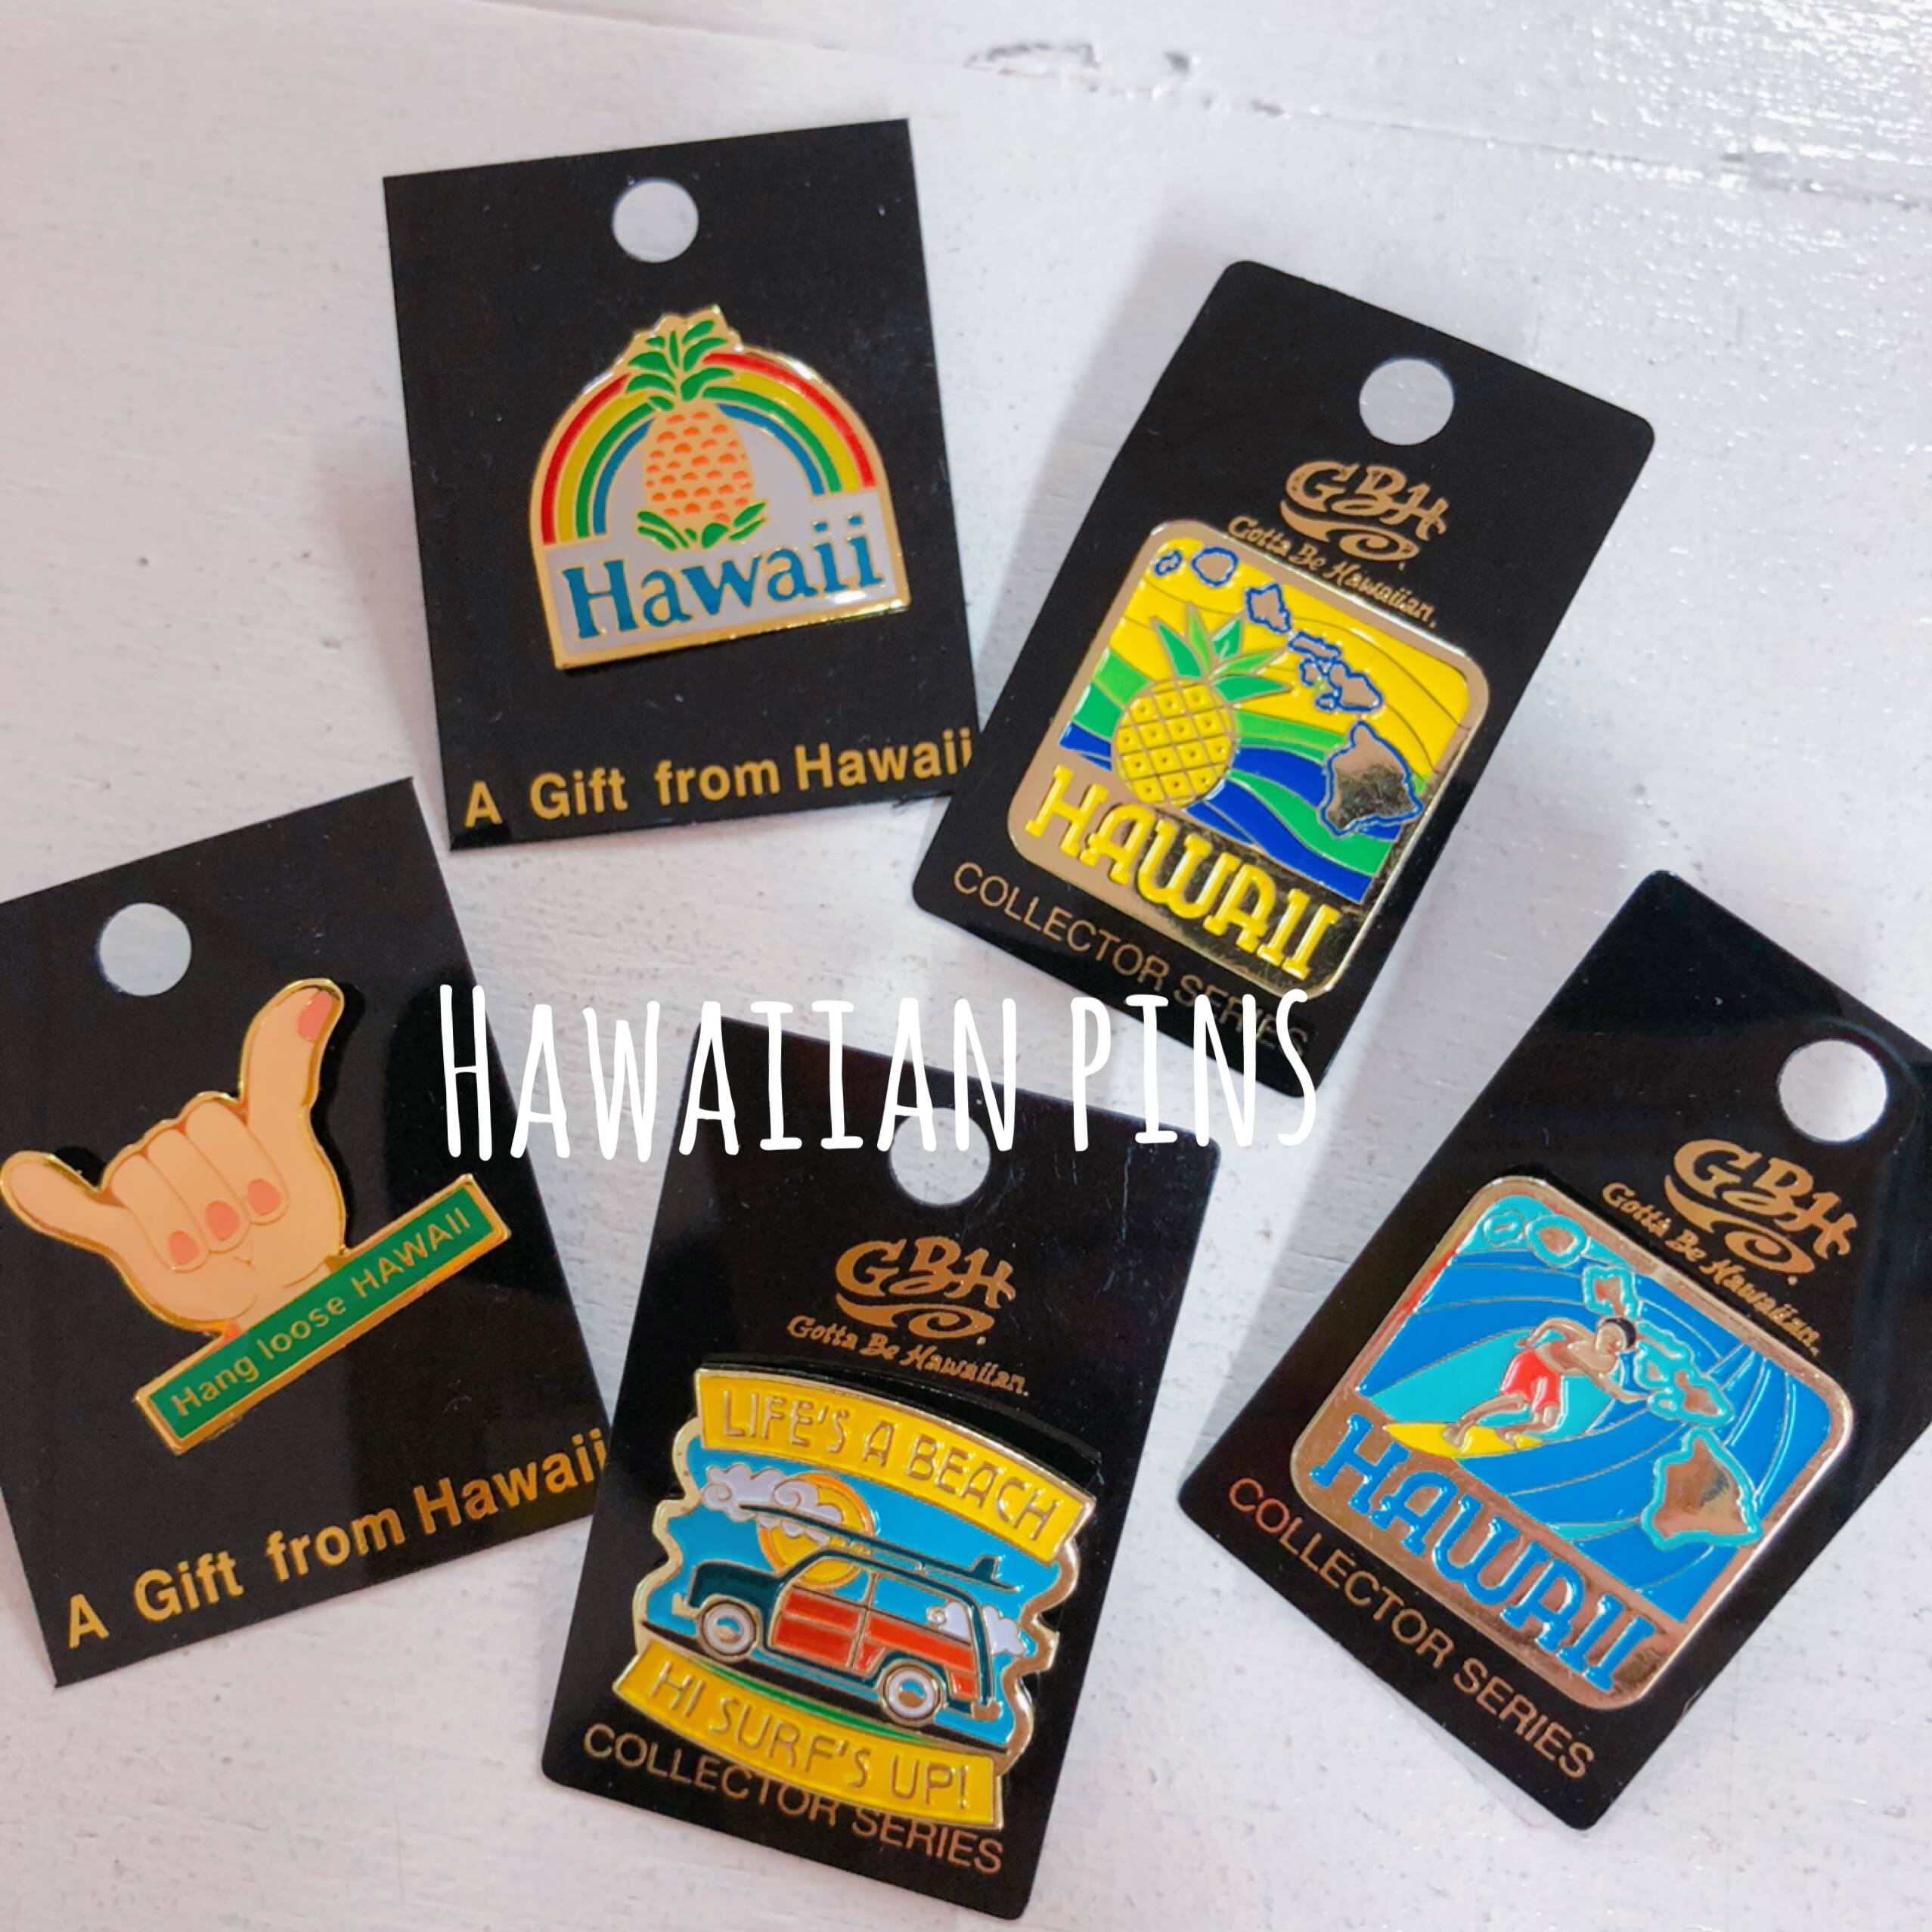 Hawaii
A Gift from Hawaii
GBH
Gotta Be Hawaiian.
HAWAII
COLLECTOR SERIES
HAWAIIAN PINS
Hang loose HAWAII
A Gift from Hawaii
GBH
Gotta Be Hawaiian.
LIFE'S A BEACH
HI SURF'S UP!
COLLECTOR SERIES
GBH
Gotta Be Hawaiian.
HAWAII
COLLECTOR SERIES